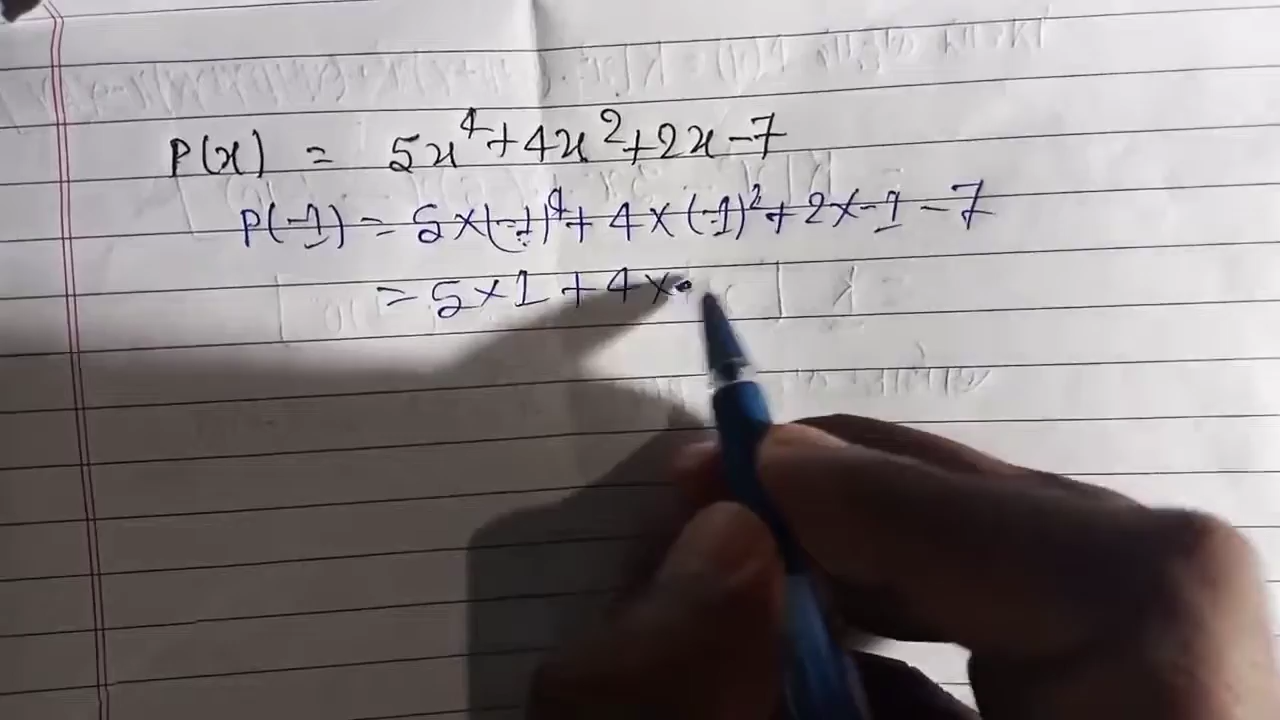 P(x) = 5x⁴+4x²+2x-7
P(-1) = 5×(-1)⁴+ 4×(-1)²+2×-1-7
= 5×1+4×